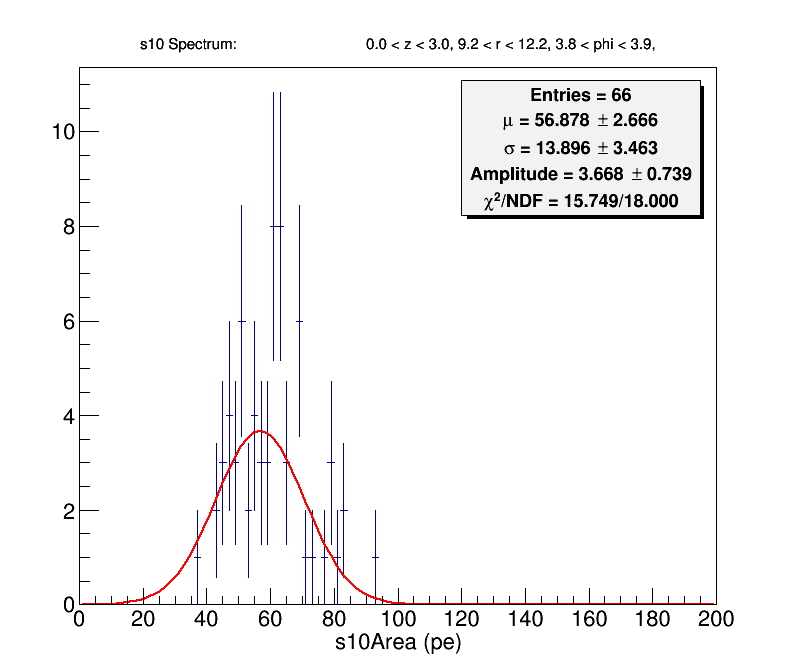 s10 Spectrum: 0.0 < z < 3.0, 9.2 < r < 12.2, 3.8 < phi < 3.9,
Entries = 66
μ = 56.878 ± 2.666
σ = 13.896 ± 3.463
Amplitude = 3.668 ± 0.739
χ²/NDF = 15.749/18.000
10
8
6
4
2
0
0 20 40 60 80 100 120 140 160 180 200
s10Area (pe)